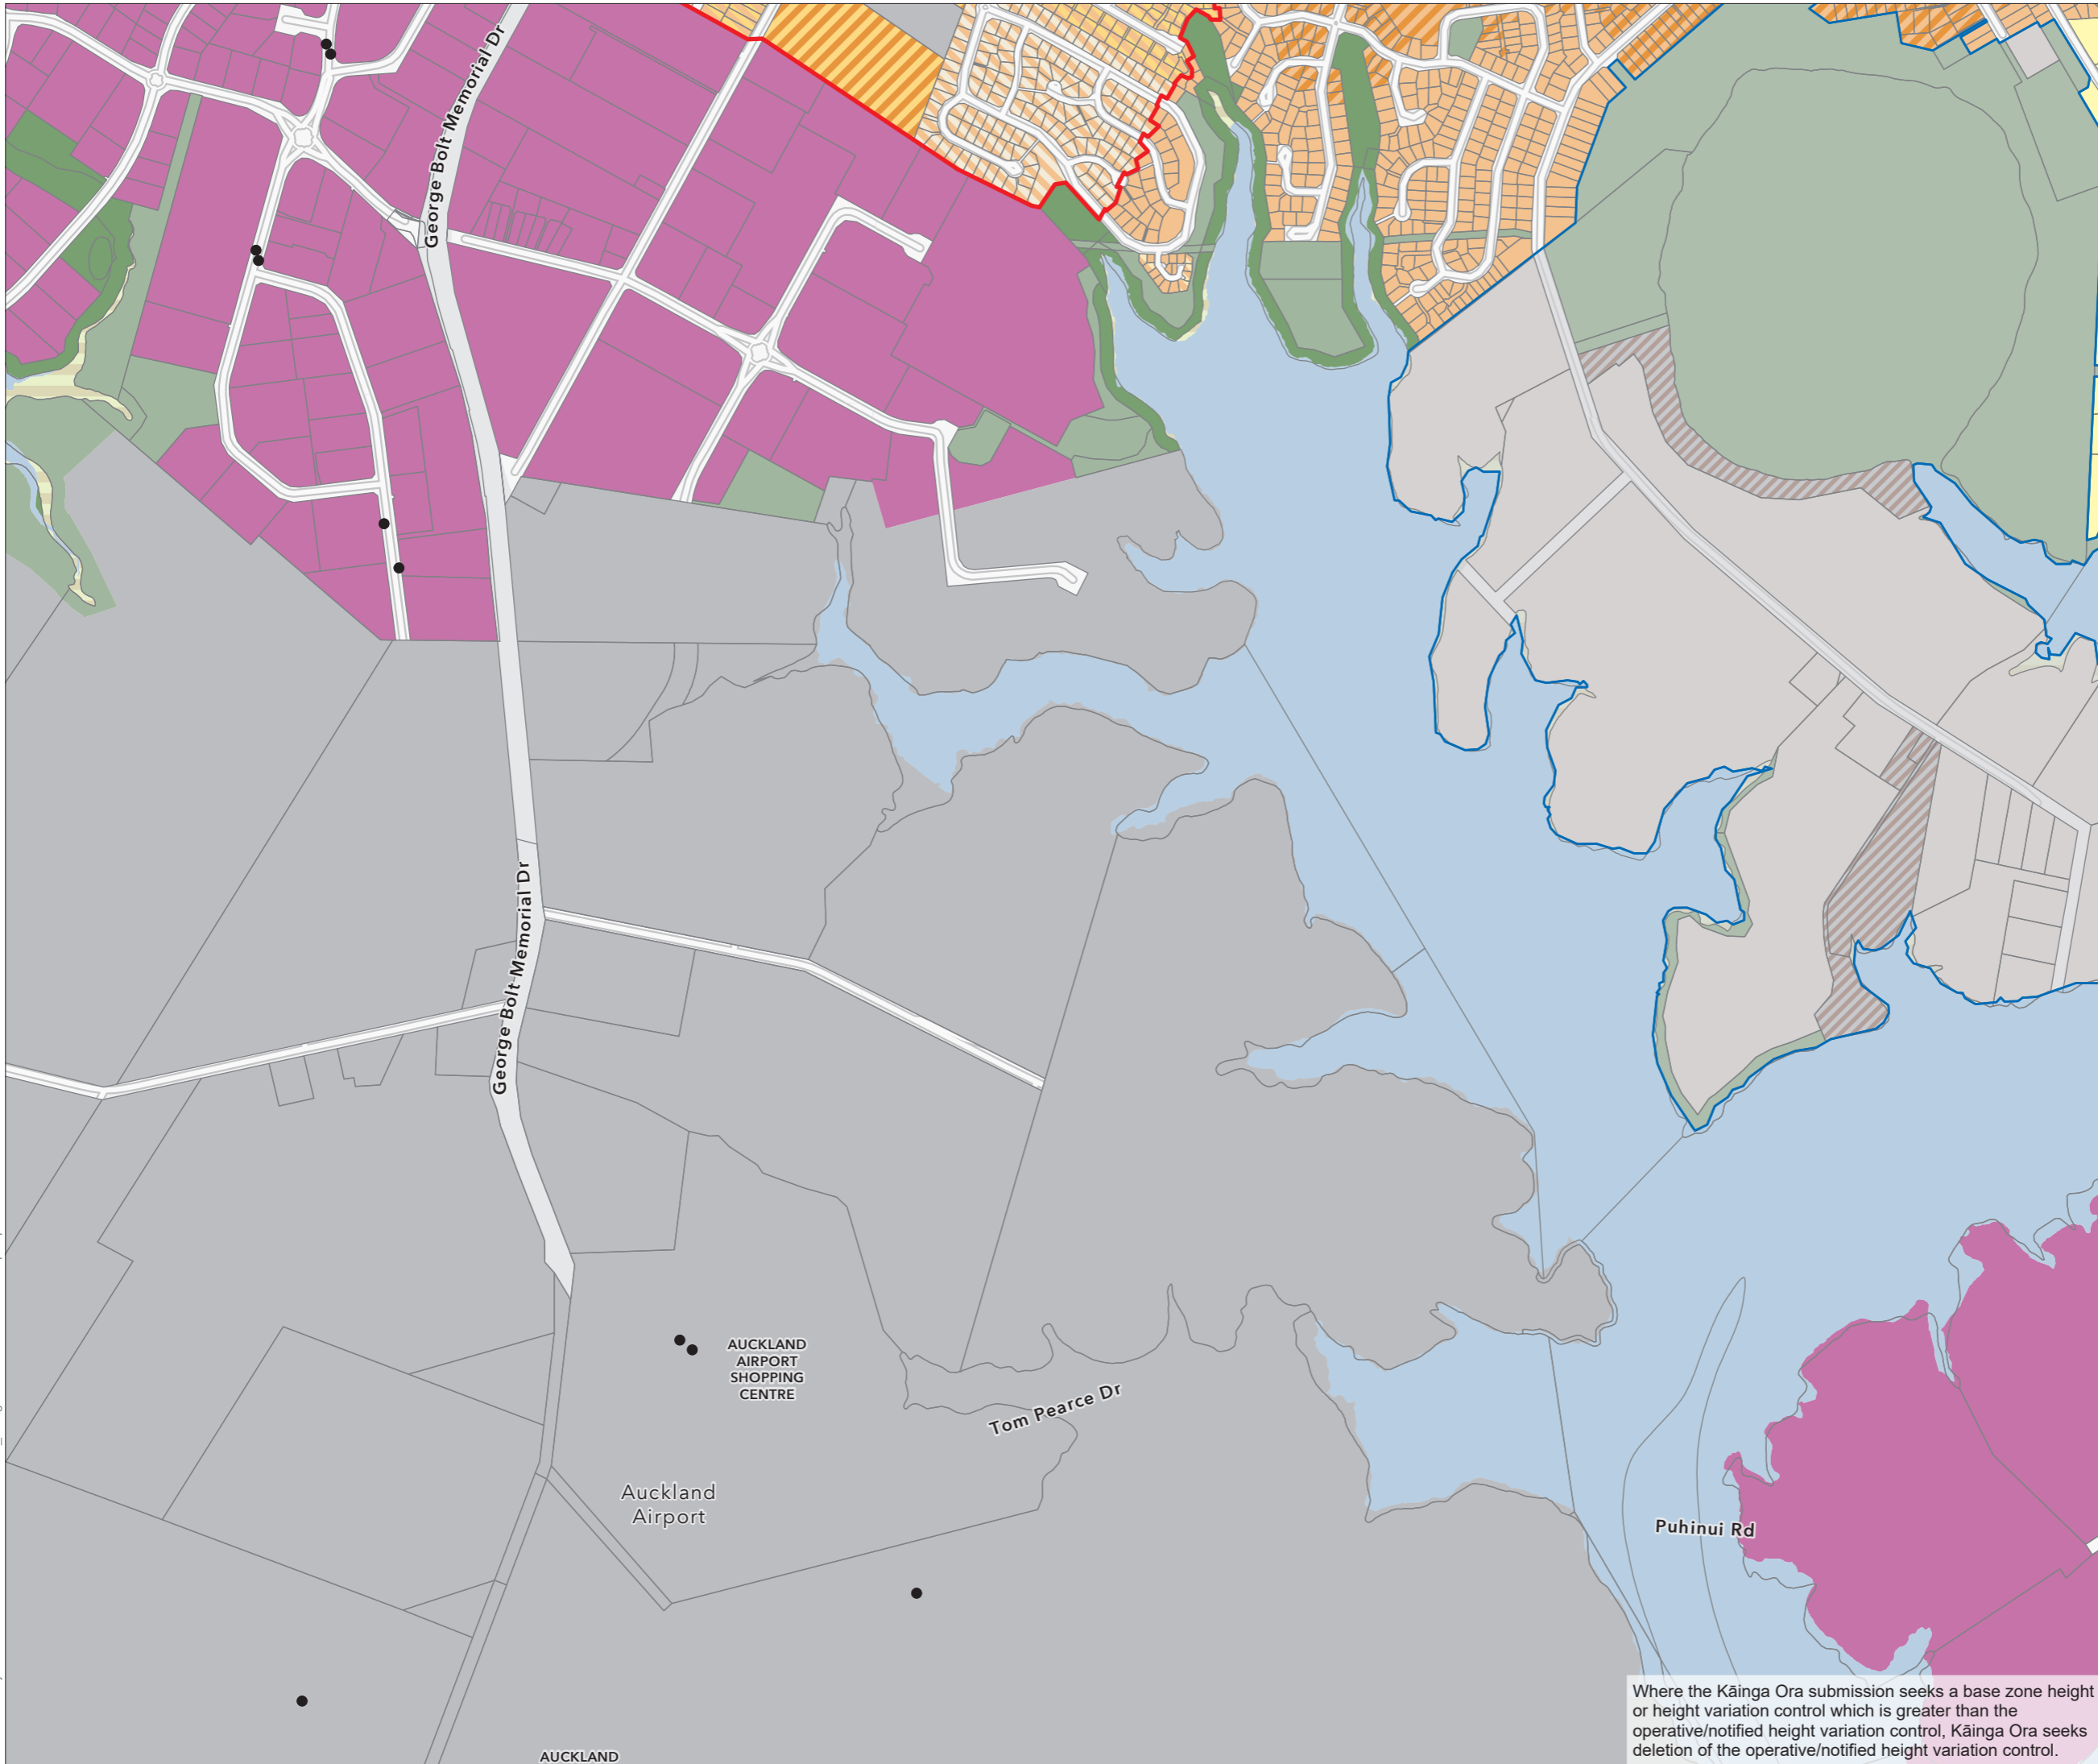 George Bolt Memorial Dr
George Bolt Memorial Dr
AUCKLAND
AIRPORT
SHOPPING
CENTRE
Tom Pearce Dr
Auckland
Airport
Puhinui Rd
Where the Kāinga Ora submission seeks a base zone height
or height variation control which is greater than the
operative/notified height variation control, Kāinga Ora seeks
deletion of the operative/notified height variation control.
AUCKLAND